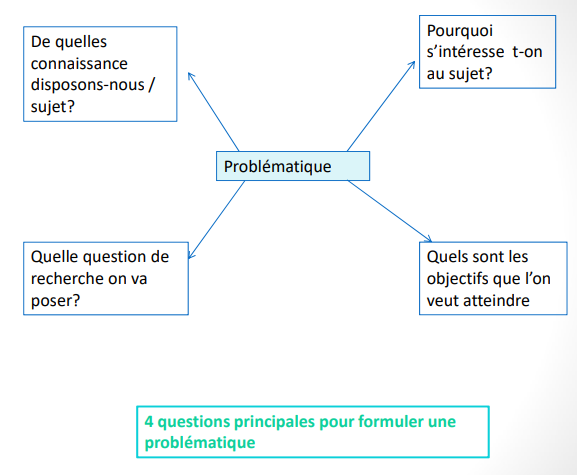 De quelles
connaissance
disposons-nous /
sujet?
Pourquoi
s’intéresse t-on
au sujet?
Problématique
Quelle question de
recherche on va
poser?
Quels sont les
objectifs que l’on
veut atteindre
4 questions principales pour formuler une
problématique